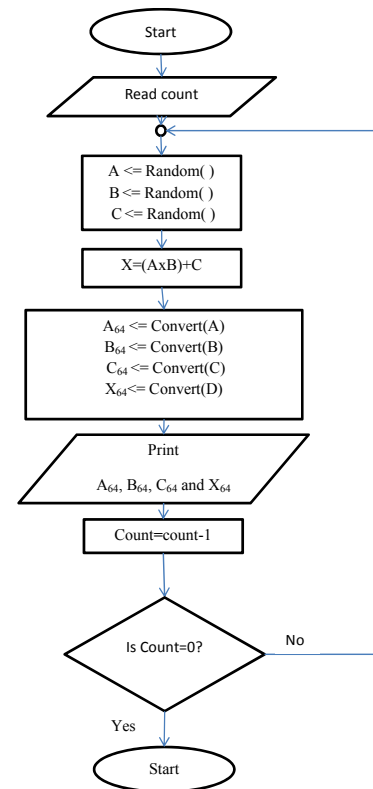 Start
Read count
A <= Random( )
B <= Random( )
C <= Random( )
X=(AxB)+C
A₆₄ <= Convert(A)
B₆₄ <= Convert(B)
C₆₄ <= Convert(C)
X₆₄<= Convert(D)
Print
A₆₄, B₆₄, C₆₄ and X₆₄
Count=count-1
Is Count=0?
No
Yes
Start